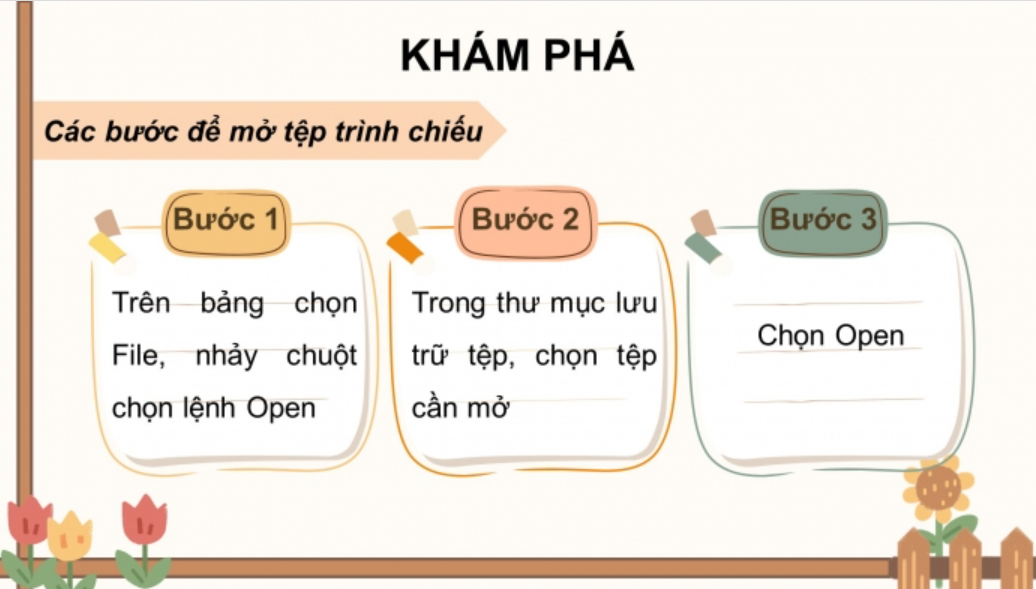 KHÁM PHÁ
Các bước để mở tệp trình chiếu
Bước 1
Trên bảng chọn
File, nhảy chuột
chọn lệnh Open
Bước 2
Trong thư mục lưu
trữ tệp, chọn tệp
cần mở
Bước 3
Chọn Open